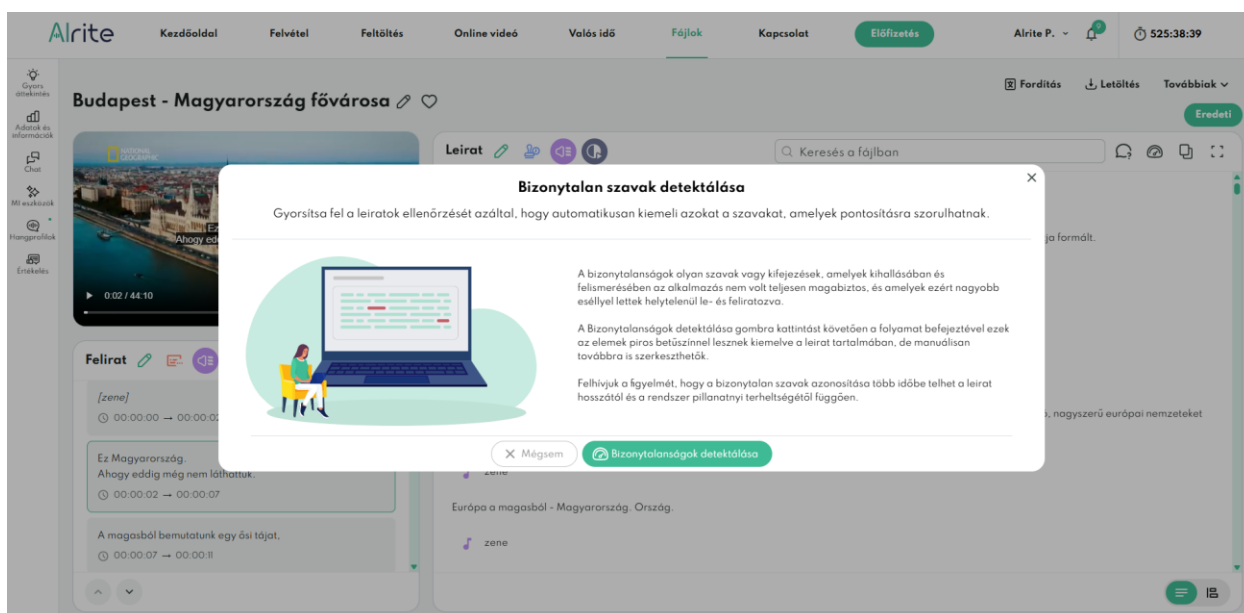 Alrite
Kezdőoldal
Felvétel
Feltöltés
Online videó
Valós idő
Fájlok
Kapcsolat
Előfizetés
Alrite P.
525:38:39
Gyors
áttekintés
Adatok és
információk
Chat
MI eszközök
Hangprofilok
Értékelés
Budapest - Magyarország fővárosa
Fordítás
Letöltés
Továbbiak
Eredeti
NATIONAL
GEOGRAPHIC
Ez
Ahogy edd
0:02 / 44:10
Leirat
Keresés a fájlban
Bizonytalan szavak detektálása
Gyorsítsa fel a leiratok ellenőrzését azáltal, hogy automatikusan kiemeli azokat a szavakat, amelyek pontosításra szorulhatnak.
A bizonytalanságok olyan szavak vagy kifejezések, amelyek kihallásában és
felismerésében az alkalmazás nem volt teljesen magabiztos, és amelyek ezért nagyobb
eséllyel lettek helytelenül le- és feliratozva.
A Bizonytalanságok detektálása gombra kattintást követően a folyamat befejeztével ezek
az elemek piros betűszínnel lesznek kiemelve a leirat tartalmában, de manuálisan
továbbra is szerkeszthetők.
Felhívjuk a figyelmét, hogy a bizonytalan szavak azonosítása több időbe telhet a leirat
hosszától és a rendszer pillanatnyi terheltségétől függően.
Mégsem
Bizonytalanságok detektálása
ja formált.
ó, nagyszerű európai nemzeteket
Felirat
[zene]
00:00:00 → 00:00:02
Ez Magyarország.
Ahogy eddig még nem láthattuk.
00:00:02 → 00:00:07
A magasból bemutatunk egy ősi tájat,
00:00:07 → 00:00:11
zene
Európa a magasból - Magyarország. Ország.
zene